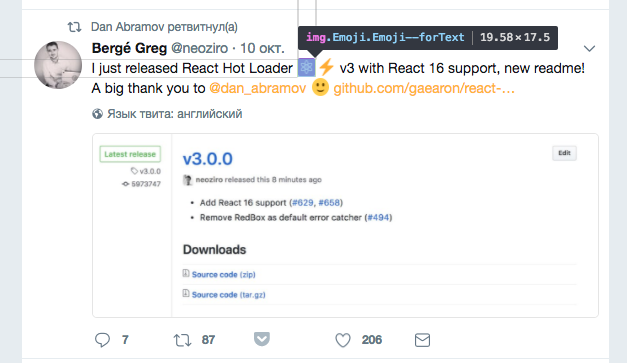 Dan Abramov ретвитнул(а)
Bergé Greg @neoziro · 10 окт.
img.Emoji.Emoji--forText | 19.58 × 17.5
I just released React Hot Loader ⚛⚡ v3 with React 16 support, new readme!
A big thank you to @dan_abramov 🙂 github.com/gaearon/react-…
Язык твита: английский
Latest release
v3.0.0
5973747
v3.0.0
Edit
neoziro released this 8 minutes ago
• Add React 16 support (#629, #658)
• Remove RedBox as default error catcher (#494)
Downloads
Source code (zip)
Source code (tar.gz)
7 87 206